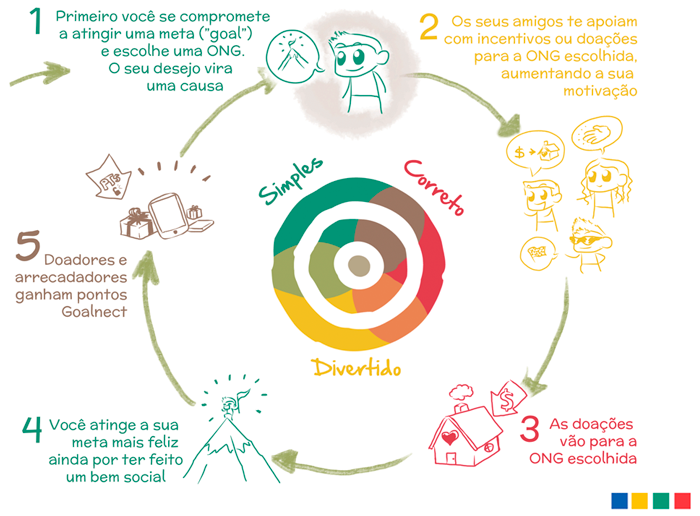 1 Primeiro você se compromete
a atingir uma meta ("goal")
e escolhe uma ONG.
O seu desejo vira
uma causa
2 Os seus amigos te apoiam
com incentivos ou doações
para a ONG escolhida,
aumentando a sua
motivação
$
Simples
Correto
Divertido
PTs
5 Doadores e
arrecadadores
ganham pontos
Goalnect
4 Você atinge a sua
meta mais feliz
ainda por ter feito
um bem social
$
3 As doações
vão para a
ONG escolhida